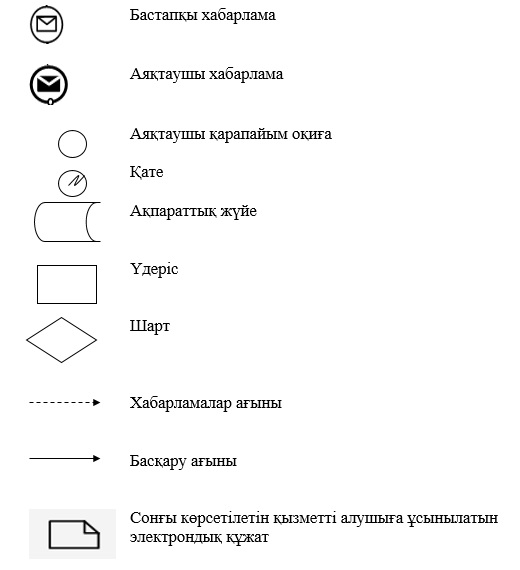 Бастапқы хабарлама
Аяқтаушы хабарлама
Аяқтаушы қарапайым оқиға
Қате
Ақпараттық жүйе
Үдеріс
Шарт
Хабарламалар ағыны
Басқару ағыны
Сонғы көрсетілетін қызметті алушыға ұсынылатын
электрондық құжат